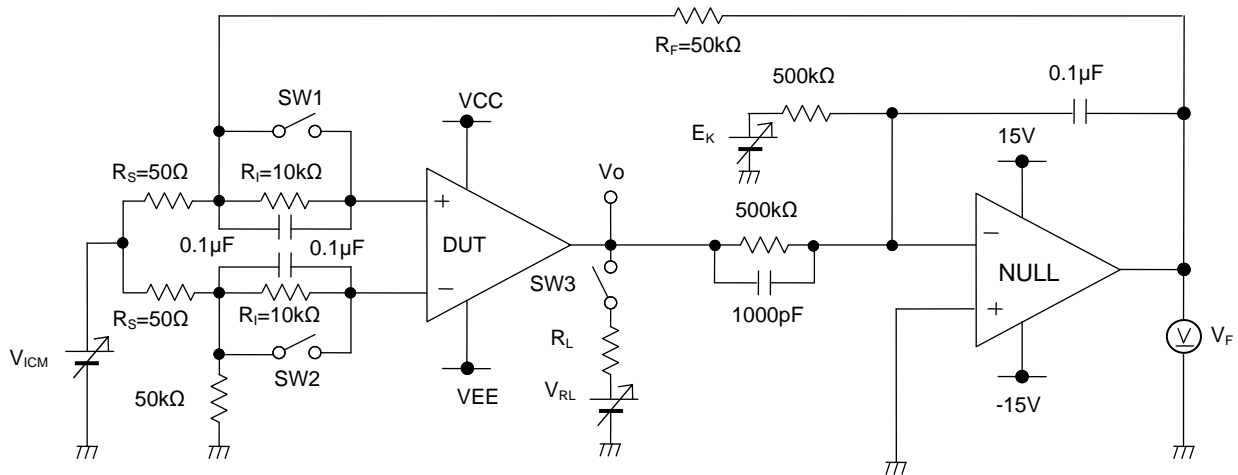 RF=50kΩ
500kΩ
0.1µF
SW1
VCC
EK
15V
RS=50Ω
RI=10kΩ
Vo
+
500kΩ
−
0.1µF
0.1µF
DUT
NULL
−
SW3
+
RS=50Ω
RI=10kΩ
1000pF
V
VF
VICM
SW2
RL
50kΩ
VEE
VRL
-15V